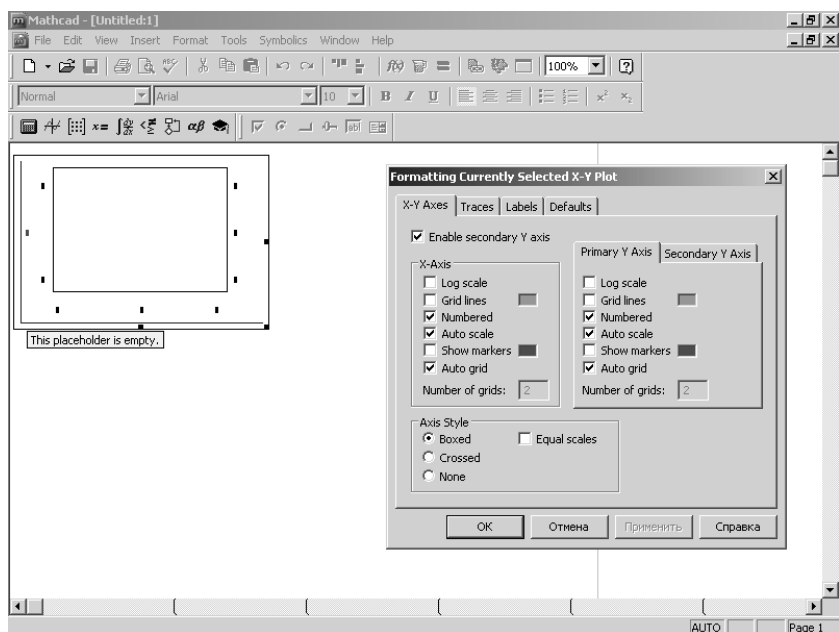 Mathcad - [Untitled:1]
File Edit View Insert Format Tools Symbolics Window Help
100%
Normal Arial 10 B I U
This placeholder is empty.
Formatting Currently Selected X-Y Plot
X-Y Axes Traces Labels Defaults
Enable secondary Y axis
X-Axis
Log scale
Grid lines
Numbered
Auto scale
Show markers
Auto grid
Number of grids: 2
Primary Y Axis Secondary Y Axis
Log scale
Grid lines
Numbered
Auto scale
Show markers
Auto grid
Number of grids: 2
Axis Style
Boxed Equal scales
Crossed
None
OK Отмена Применить Справка
AUTO Page 1